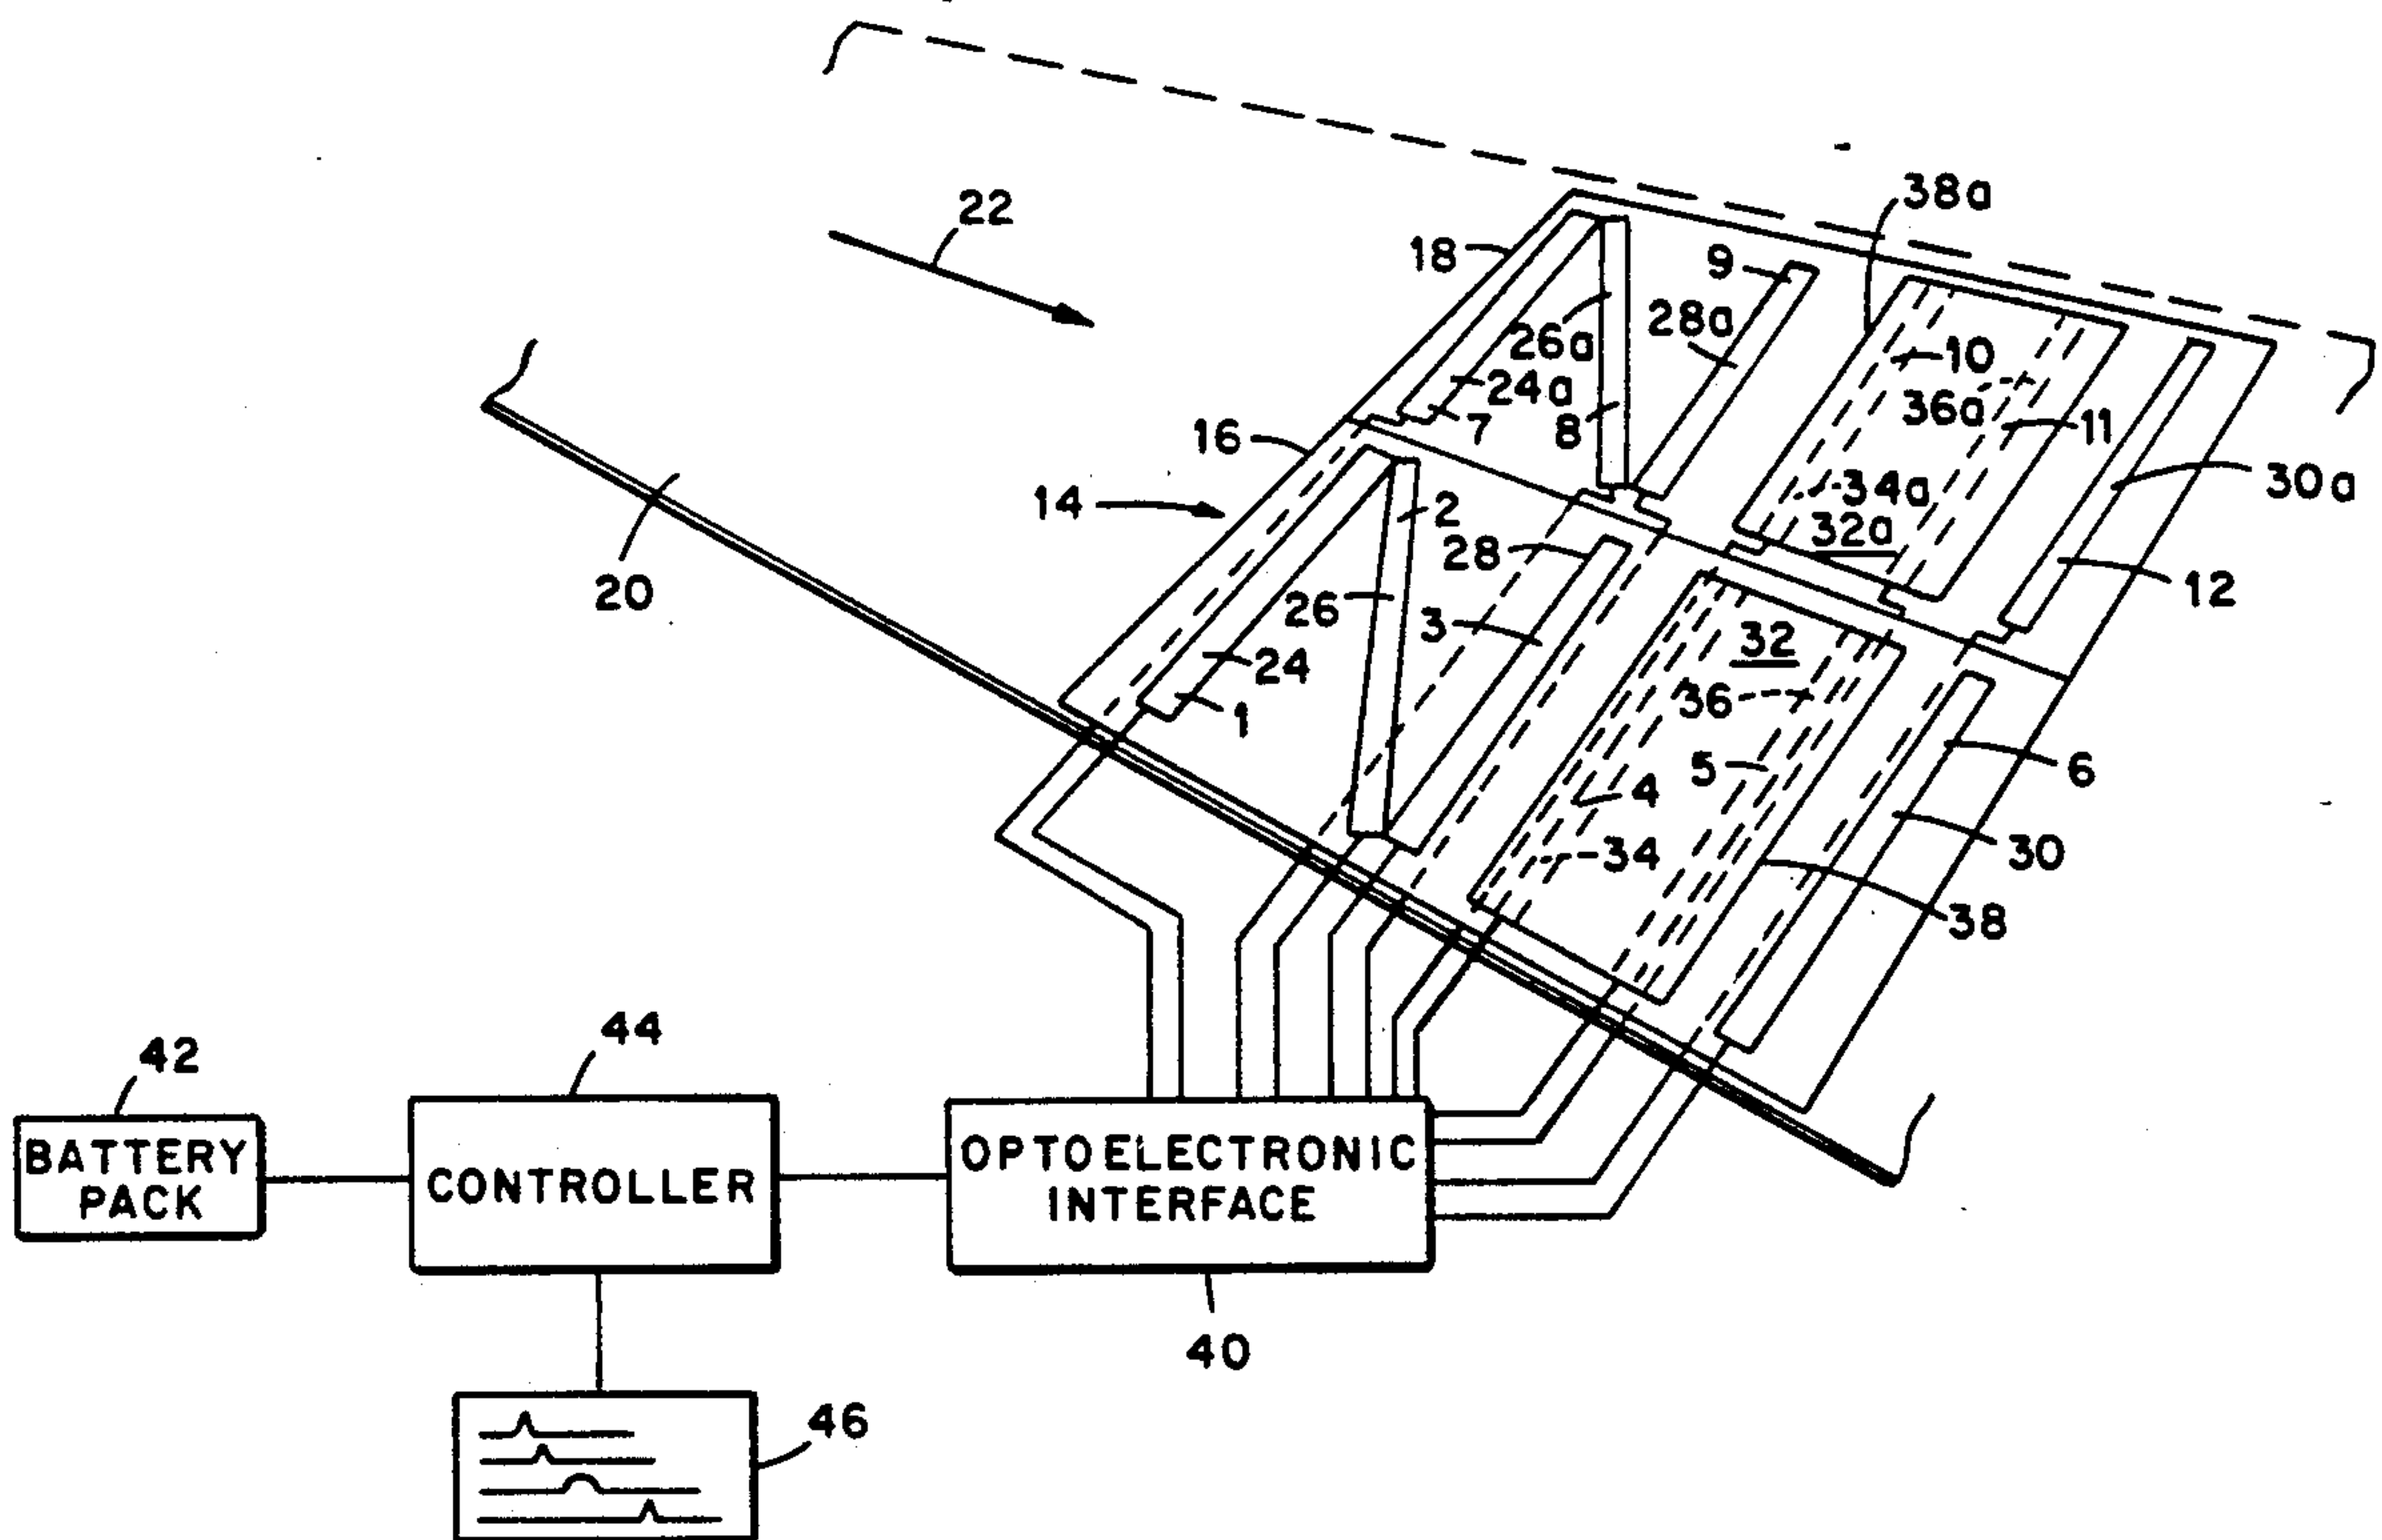 22
38a
18
9
28a
26a
10
24a
36a
16
7
8
11
14
34a
30a
2
32a
28
20
12
26
3
32
24
36
1
5
6
4
34
30
38
44
42
BATTERY
PACK
CONTROLLER
OPTOELECTRONIC
INTERFACE
40
46